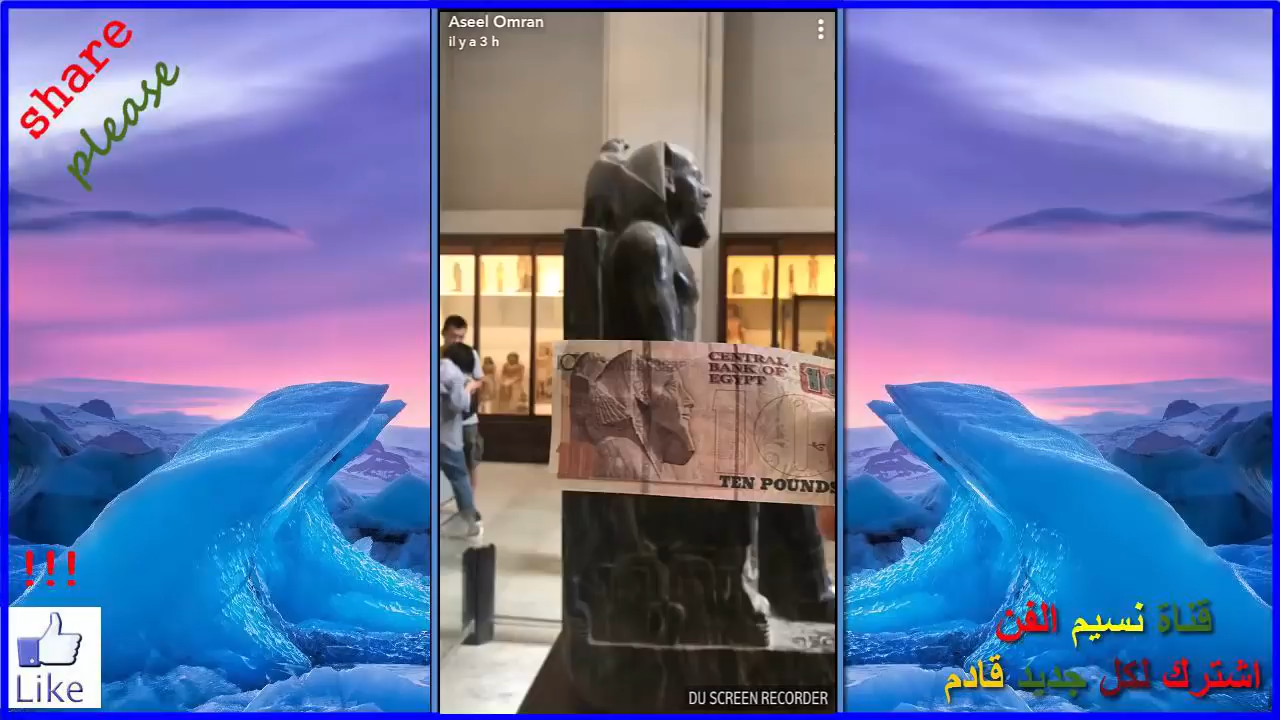 share
please
Aseel Omran
il y a 3 h
CENTRAL
BANK OF
EGYPT
10
TEN POUNDS
!!!
Like
قناة نسيم الفن
اشترك لكل جديد قادم
DU SCREEN RECORDER